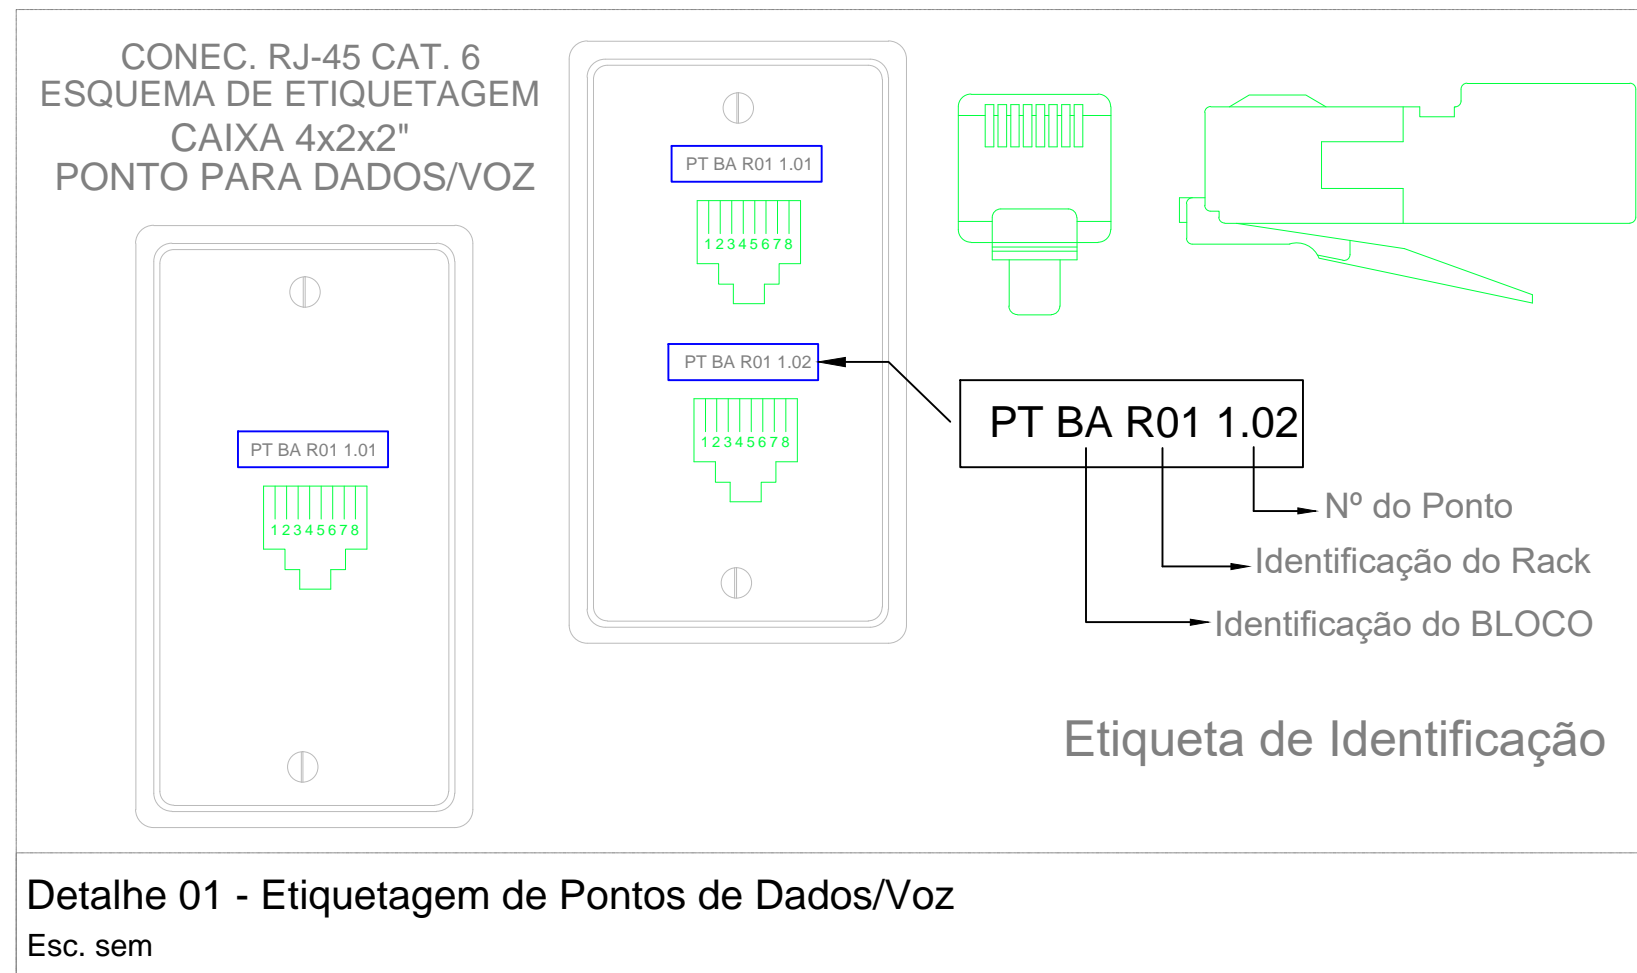 CONEC. RJ-45 CAT. 6
ESQUEMA DE ETIQUETAGEM
CAIXA 4x2x2"
PONTO PARA DADOS/VOZ
PT BA R01 1.01
12345678
PT BA R01 1.01
12345678
PT BA R01 1.02
12345678
PT BA R01 1.02
Nº do Ponto
Identificação do Rack
Identificação do BLOCO
Etiqueta de Identificação
Detalhe 01 - Etiquetagem de Pontos de Dados/Voz
Esc. sem